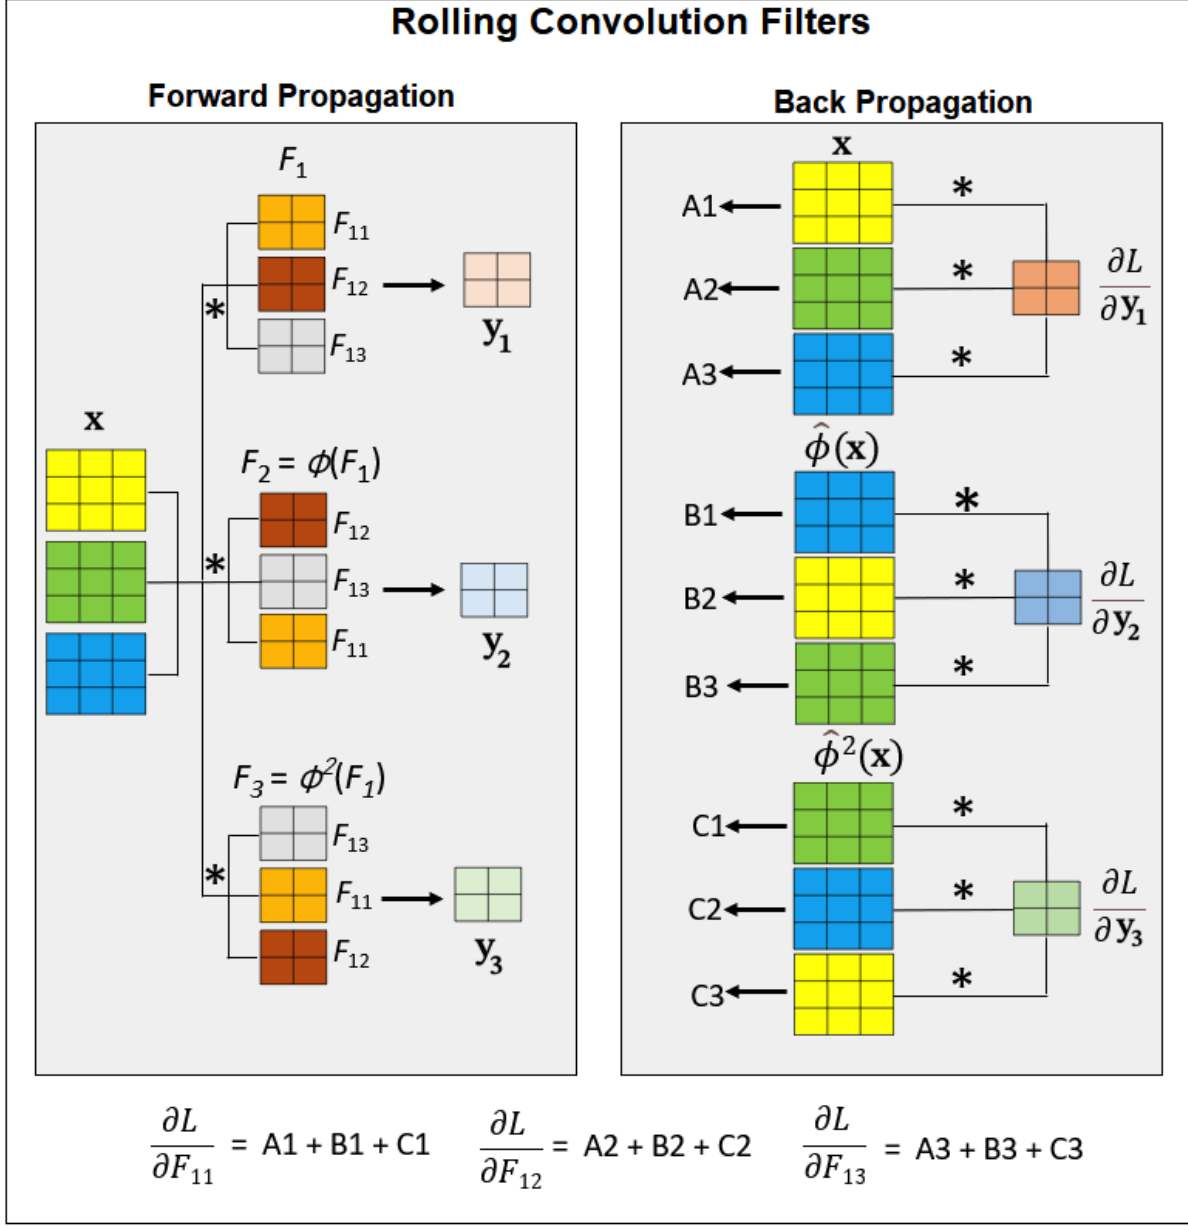 Rolling Convolution Filters
Forward Propagation
F₁
F₁₁
F₁₂
F₁₃
*
y₁
x
F₂ = ϕ(F₁)
F₁₂
*
F₁₃
F₁₁
y₂
F₃ = ϕ²(F₁)
F₁₃
*
F₁₁
F₁₂
y₃
Back Propagation
x
A1 *
A2 * ∂L/∂y₁
A3 *
ϕ̂(x)
B1 *
B2 * ∂L/∂y₂
B3 *
ϕ̂²(x)
C1 *
C2 * ∂L/∂y₃
C3 *
∂L/∂F₁₁ = A1 + B1 + C1 ∂L/∂F₁₂ = A2 + B2 + C2 ∂L/∂F₁₃ = A3 + B3 + C3